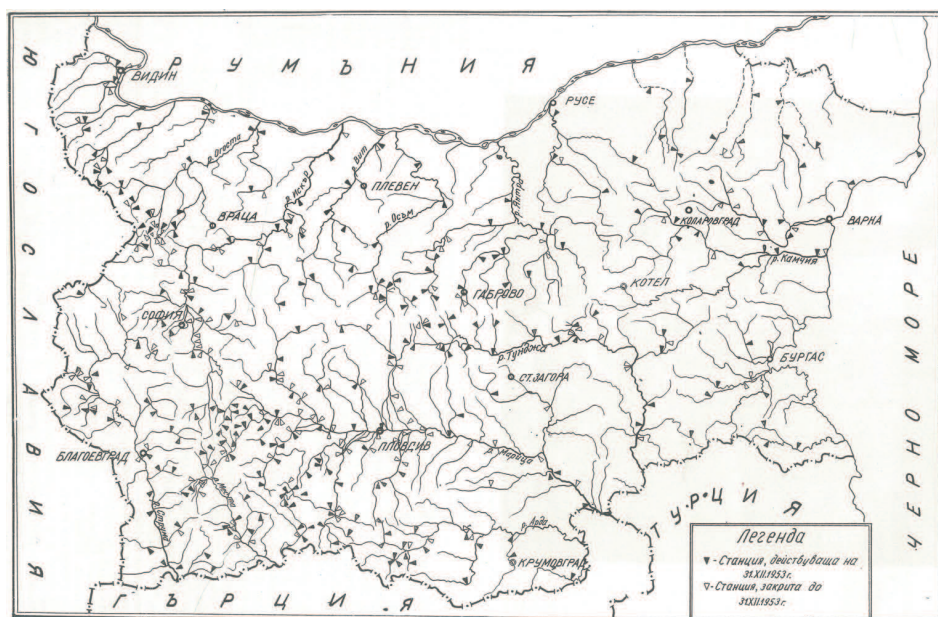 РУМЪНИЯ
ЮГОСЛАВИЯ
ВИДИН
РУСЕ
р. Огоста
р. Искър
р. Вит
ПЛЕВЕН
р. Осъм
р. Янтра
ВРАЦА
КОЛАРОВГРАД
ВАРНА
р. Камчия
ГАБРОВО
КОТЕЛ
СОФИЯ
р. Тунджа
БУРГАС
СТ. ЗАГОРА
ЧЕРНО МОРЕ
БЛАГОЕВГРАД
ПЛОВДИВ
р. Марица
р. Струма
р. Места
р. Арда
КРУМОВГРАД
ТУРЦИЯ
ГЪРЦИЯ
Легенда
- Станция, действуваща на
31.XII.1953 г.
- Станция, закрита до
31.XII.1953 г.